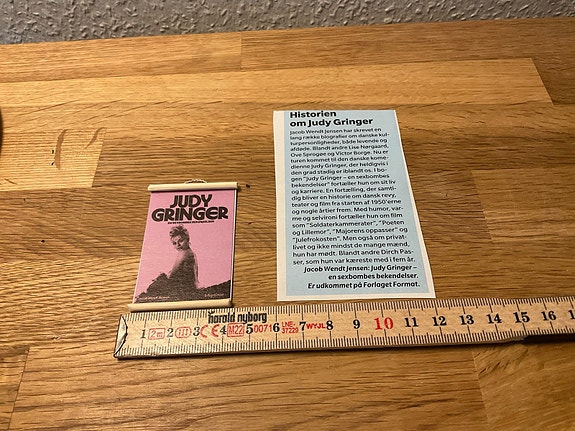 JUDY
GRINGER
Historien
om Judy Gringer
Jacob Wendt Jensen har skrevet en
lang række biografier om danske kul-
turpersonligheder, både levende og
afdøde. Blandt andre Lise Nørgaard,
Ove Sprogøe og Victor Borge. Nu er
turen kommet til den danske kome-
dienne Judy Gringer, der heldigvis i
den grad stadig er iblandt os. I bo-
gen "Judy Gringer – en sexbombes
bekendelser" fortæller hun om sit liv
og karriere. En fortælling, der samti-
dig bliver en historie om dansk revy,
teater og film fra starten af 1950'erne
og nogle årtier frem. Med humor, var-
me og selvironi fortæller hun om film
som "Soldaterkammerater", "Poeten
og Lillemor", "Majorens oppasser" og
"Julefrokosten". Men også om privat-
livet og ikke mindst de mange mænd,
hun har mødt. Blandt andre Dirch Pas-
ser, som hun var kæreste med i fem år.
Jacob Wendt Jensen: Judy Gringer –
en sexbombes bekendelser.
Er udkommet på Forlaget Format.
harald nyborg
1 2m 2 3 CE 4 M22 5 0071 6 LNE- 37229 7 WYJL 8 9 10 11 12 13 14 15 16